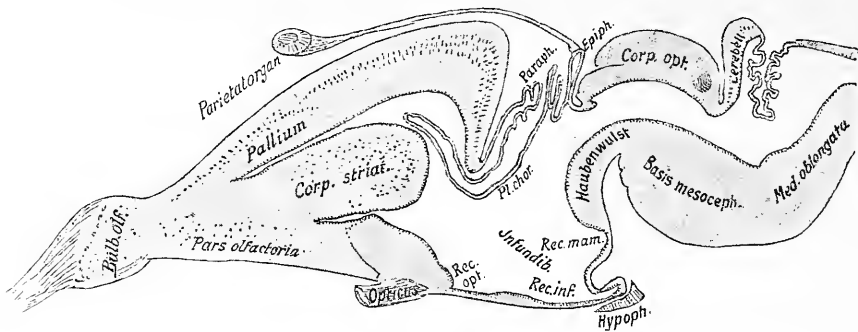 Parietalorgan
Pallium
Corp. striat.
Bulb. olf.
Pars olfactoria
Paraph.
Epiph.
Corp. opt.
Cerebell.
Pl. chor.
Haubenwulst
Basis mesoceph.
Med. oblongata
Rec. mam.
Infundib.
Rec. inf.
Rec.
opt.
Opticus
Hypoph.